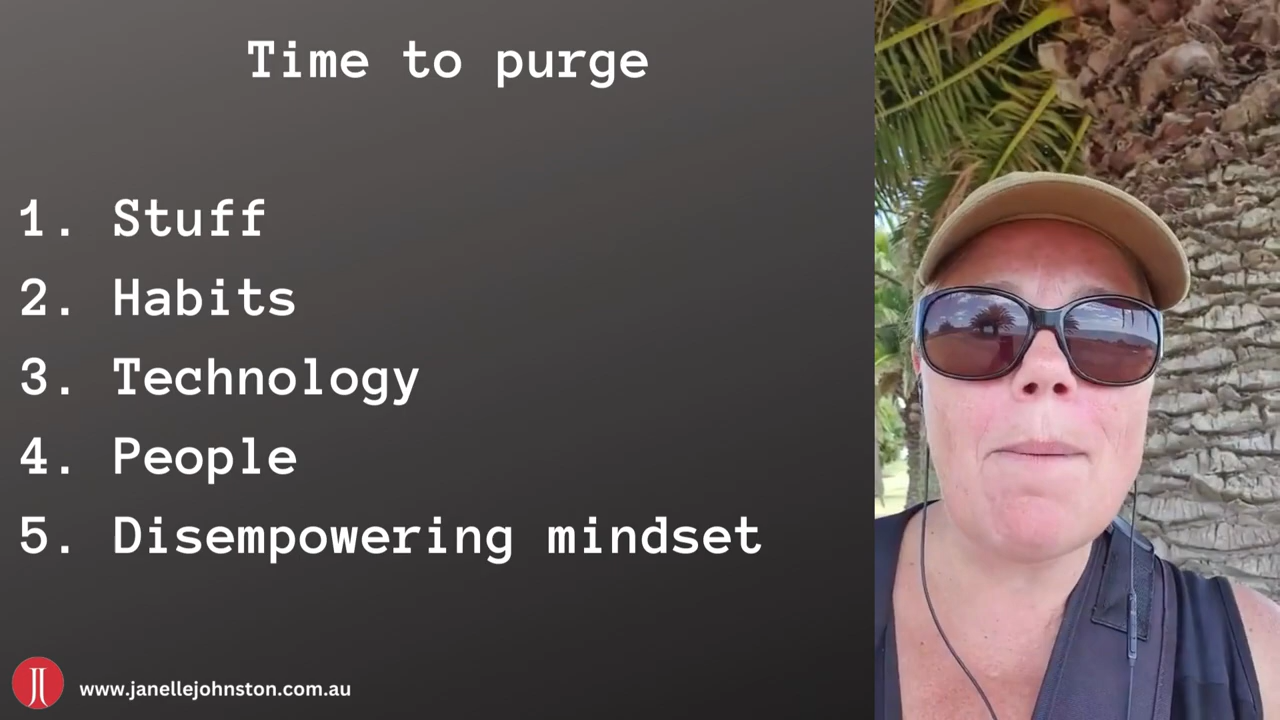 Time to purge
1. Stuff
2. Habits
3. Technology
4. People
5. Disempowering mindset
www.janellejohnston.com.au